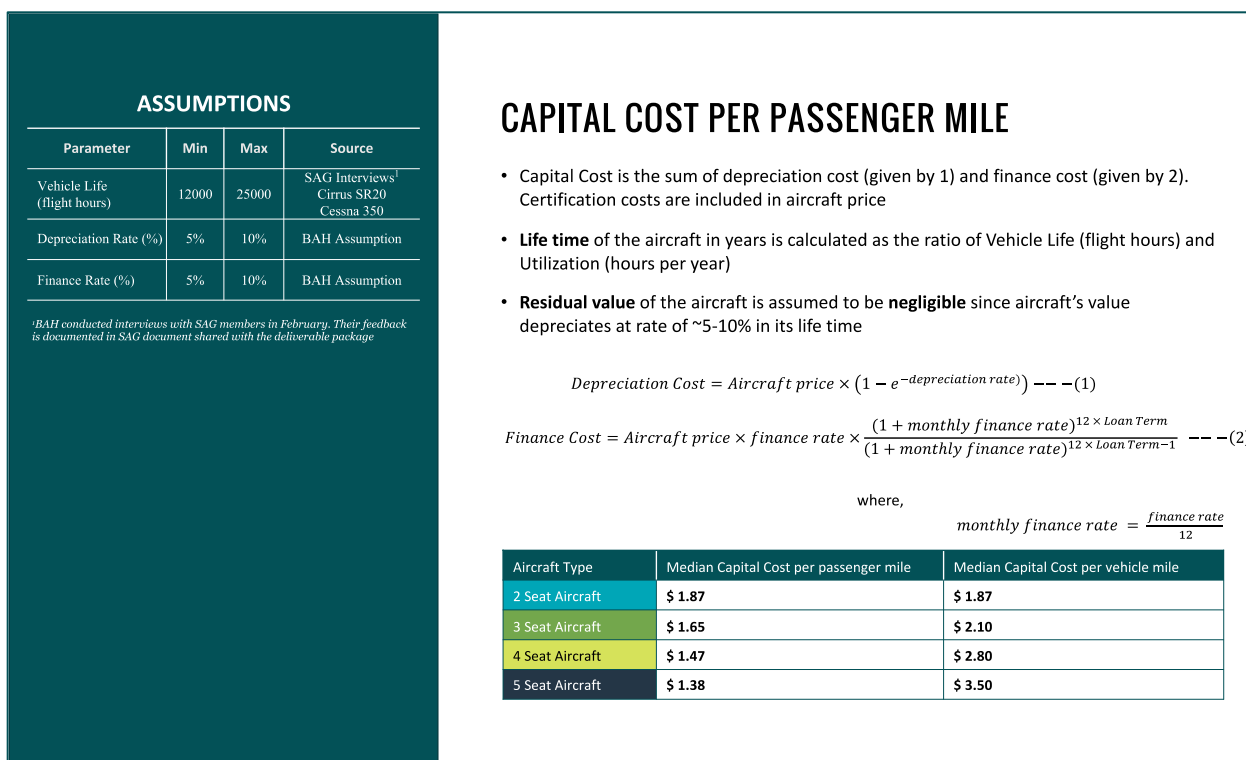 ASSUMPTIONS
Parameter Min Max Source
Vehicle Life
(flight hours) 12000 25000 SAG Interviews¹
Cirrus SR20
Cessna 350
Depreciation Rate (%) 5% 10% BAH Assumption
Finance Rate (%) 5% 10% BAH Assumption
¹BAH conducted interviews with SAG members in February. Their feedback
is documented in SAG document shared with the deliverable package
CAPITAL COST PER PASSENGER MILE
• Capital Cost is the sum of depreciation cost (given by 1) and finance cost (given by 2).
Certification costs are included in aircraft price
• Life time of the aircraft in years is calculated as the ratio of Vehicle Life (flight hours) and
Utilization (hours per year)
• Residual value of the aircraft is assumed to be negligible since aircraft's value
depreciates at rate of ~5-10% in its life time
Depreciation Cost = Aircraft price × (1 − e^−depreciation rate)) −− −(1)
Finance Cost = Aircraft price × finance rate × (1 + monthly finance rate)^12 × Loan Term / (1 + monthly finance rate)^12 × Loan Term−1 −− −(2)
where,
monthly finance rate = finance rate / 12
Aircraft Type Median Capital Cost per passenger mile Median Capital Cost per vehicle mile
2 Seat Aircraft $ 1.87 $ 1.87
3 Seat Aircraft $ 1.65 $ 2.10
4 Seat Aircraft $ 1.47 $ 2.80
5 Seat Aircraft $ 1.38 $ 3.50